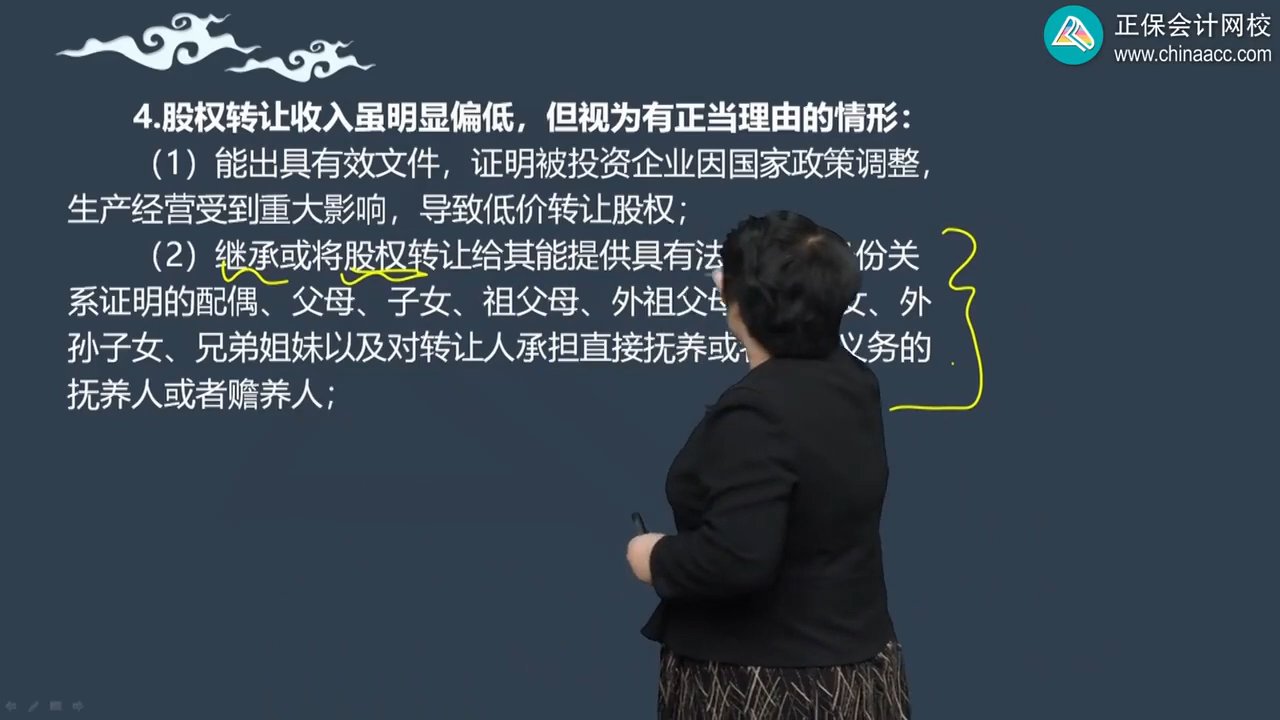 正保会计网校
www.chinaacc.com
4.股权转让收入虽明显偏低，但视为有正当理由的情形：
（1）能出具有效文件，证明被投资企业因国家政策调整，
生产经营受到重大影响，导致低价转让股权；
（2）继承或将股权转让给其能提供具有法 份关
系证明的配偶、父母、子女、祖父母、外祖父母 女、外
孙子女、兄弟姐妹以及对转让人承担直接抚养或 义务的
抚养人或者赡养人；